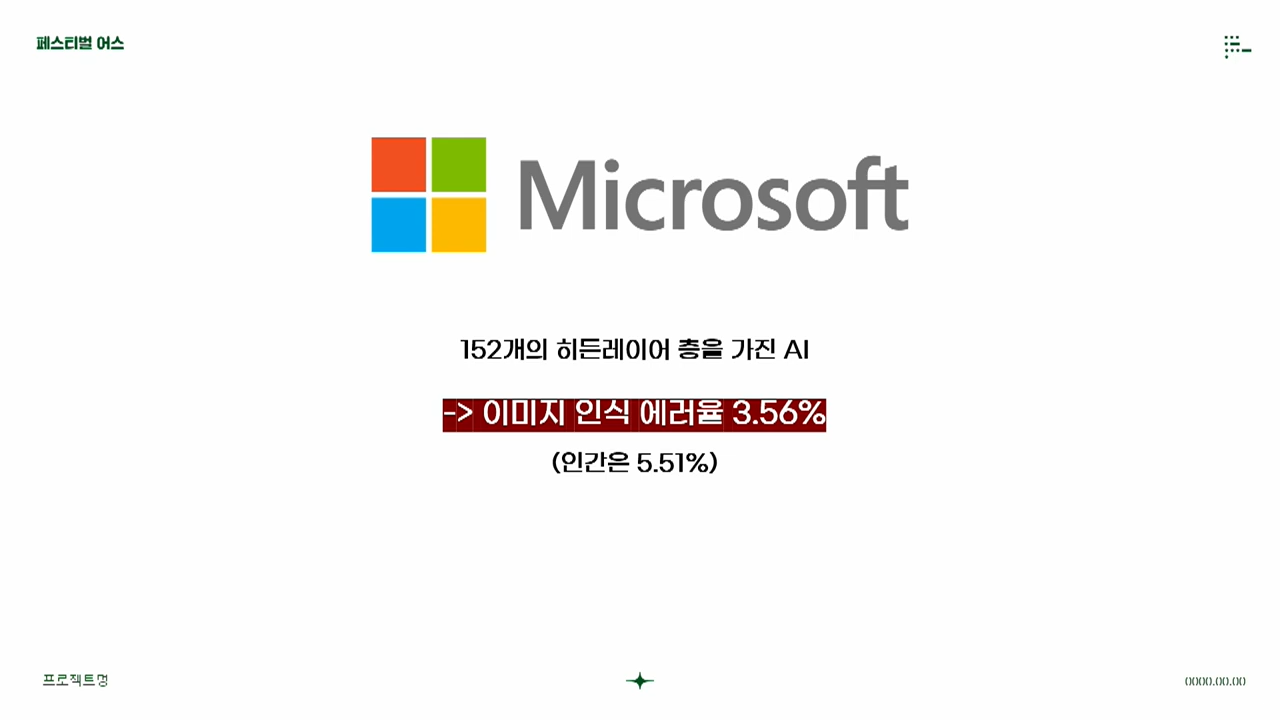 페스티벌 어스
Microsoft
152개의 히든레이어 층을 가진 AI
-> 이미지 인식 에러율 3.56%
(인간은 5.51%)
프로젝트명
0000.00.00